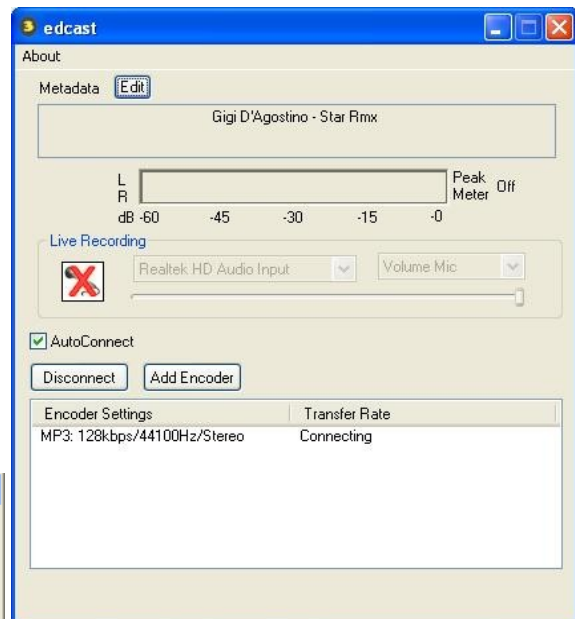 edcast
About
Metadata Edit
Gigi D'Agostino - Star Rmx
L
R
Peak
Meter Off
dB -60 -45 -30 -15 -0
Live Recording
Realtek HD Audio Input Volume Mic
AutoConnect
Disconnect Add Encoder
Encoder Settings Transfer Rate
MP3: 128kbps/44100Hz/Stereo Connecting